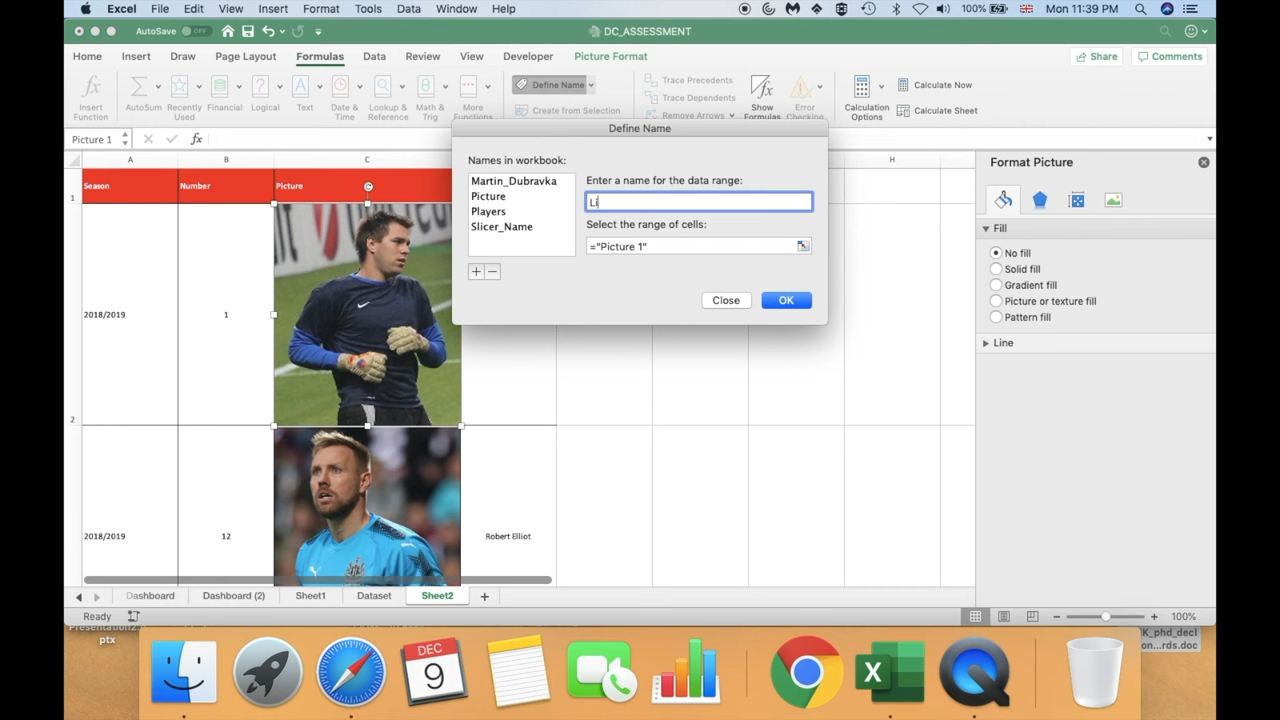 Excel File Edit View Insert Format Data Tools Window Help 100% Mon 11:39 PM
AutoSave OFF DC_ASSESSMENT
Home Insert Draw Page Layout Formulas Data Review View Developer Picture Format Share Comments
Insert Function
AutoSum
Recently Used
Financial
Logical
Text
Date & Time
Lookup & Reference
Math & Trig
More Functions
Define Name
Create from Selection
Trace Precedents
Trace Dependents
Remove Arrows
Show Formulas
Error
Calculation Options
Calculate Now
Calculate Sheet
Picture 1 fx
Define Name
Names in workbook:
Martin_Dubravka
Picture
Players
Slicer_Name
Enter a name for the data range:
Li
Select the range of cells:
="Picture 1"
Close OK
A B C H
1 Season Number Picture
2018/2019 1
2
2018/2019 12 Robert Elliot
Format Picture
Fill
No fill
Solid fill
Gradient fill
Picture or texture fill
Pattern fill
Line
Dashboard Dashboard (2) Sheet1 Dataset Sheet2 +
Ready 100%
ptx
rds.doc
DEC
9
X